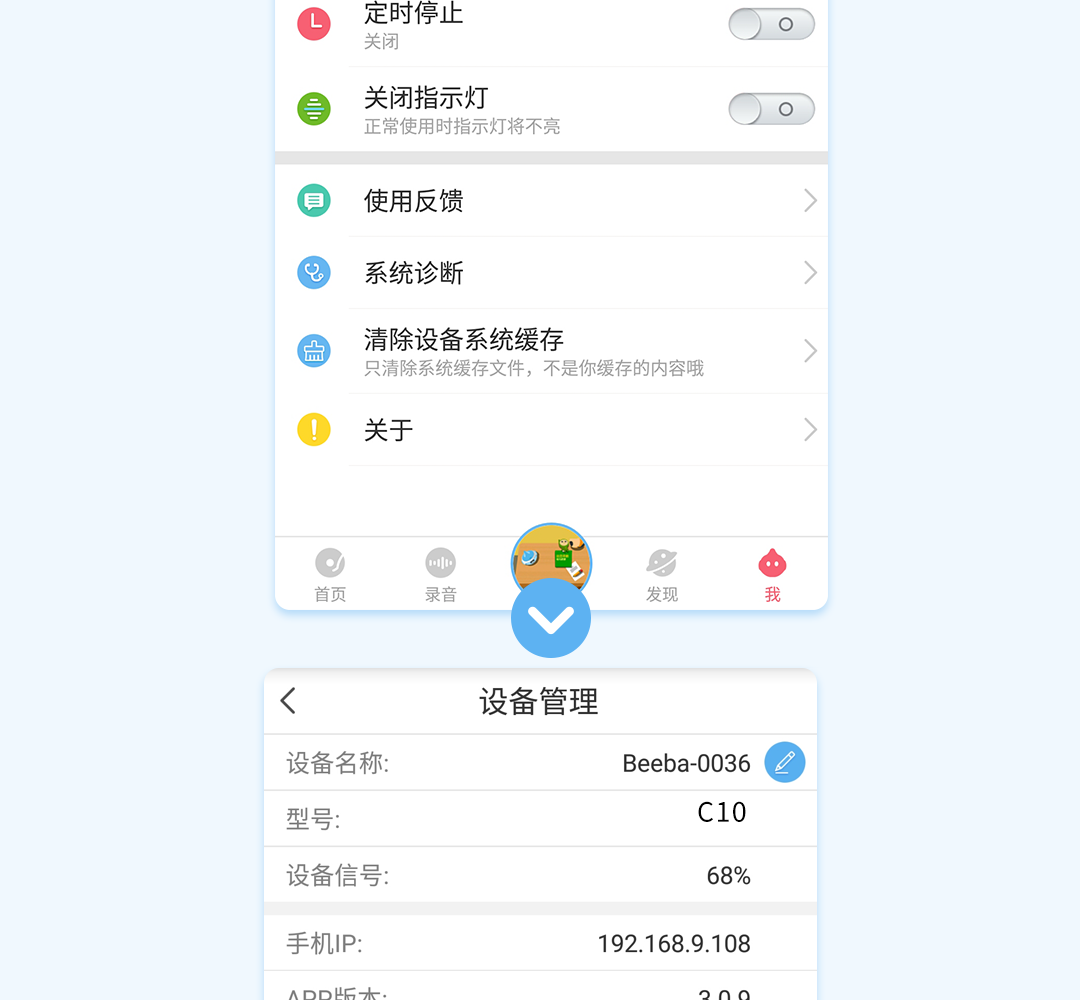 定时停止
关闭
关闭指示灯
正常使用时指示灯将不亮
使用反馈
系统诊断
清除设备系统缓存
只清除系统缓存文件，不是你缓存的内容哦
关于
首页 录音 发现 我
设备管理
设备名称: Beeba-0036
型号: C10
设备信号: 68%
手机IP: 192.168.9.108
APP版本: 3.0.9